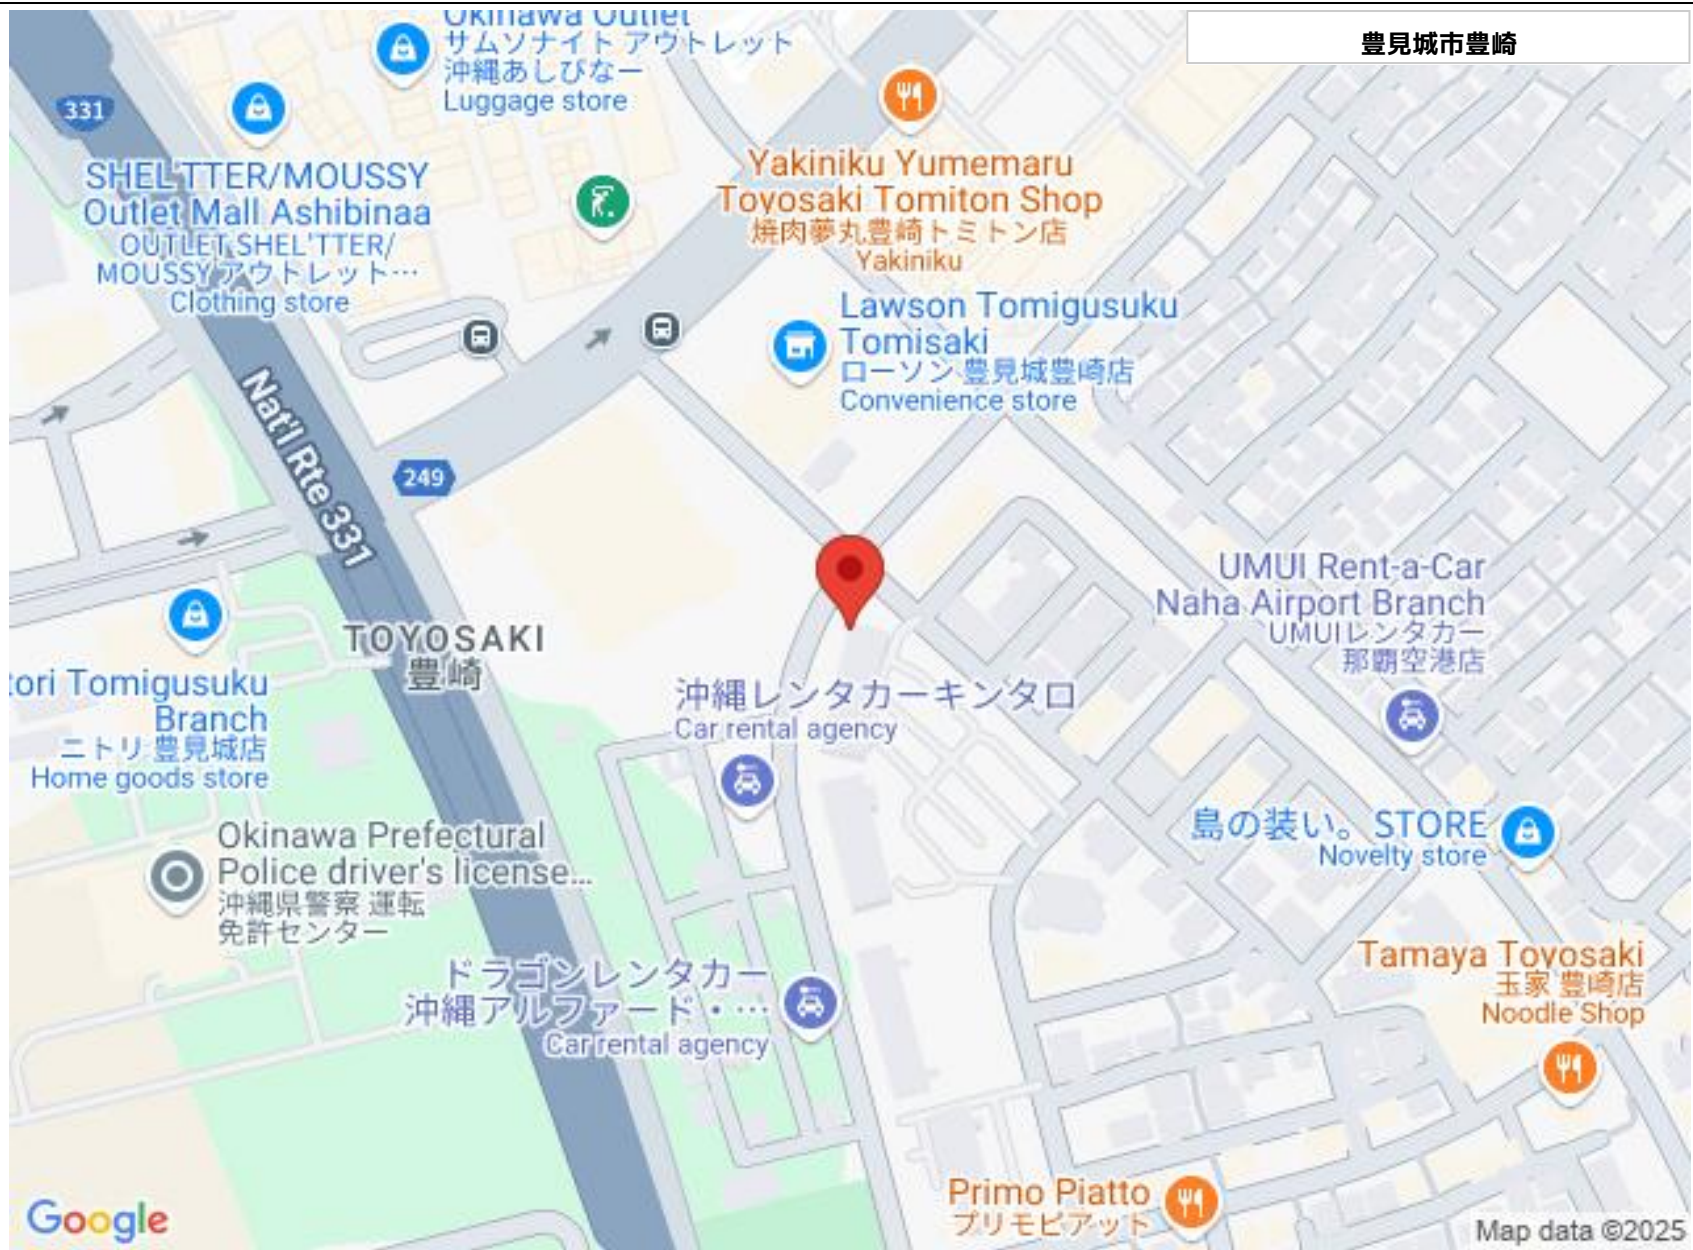 豊見城市豊崎
Okinawa Outlet
サムソナイト アウトレット
沖縄あしびなー
Luggage store
331
SHEL'TTER/MOUSSY
Outlet Mall Ashibinaa
OUTLET SHEL'TTER/
MOUSSY アウトレット…
Clothing store
Yakiniku Yumemaru
Toyosaki Tomiton Shop
焼肉夢丸豊崎トミトン店
Yakiniku
Lawson Tomigusuku
Tomisaki
ローソン 豊見城豊崎店
Convenience store
Nat'l Rte 331
249
UMUI Rent-a-Car
Naha Airport Branch
UMUIレンタカー
那覇空港店
TOYOSAKI
豊崎
tori Tomigusuku
Branch
ニトリ 豊見城店
Home goods store
沖縄レンタカーキンタロ
Car rental agency
島の装い。STORE
Novelty store
Okinawa Prefectural
Police driver's license...
沖縄県警察 運転
免許センター
ドラゴンレンタカー
沖縄アルファード・…
Car rental agency
Tamaya Toyosaki
玉家 豊崎店
Noodle Shop
Primo Piatto
プリモピアット
Google
Map data ©2025